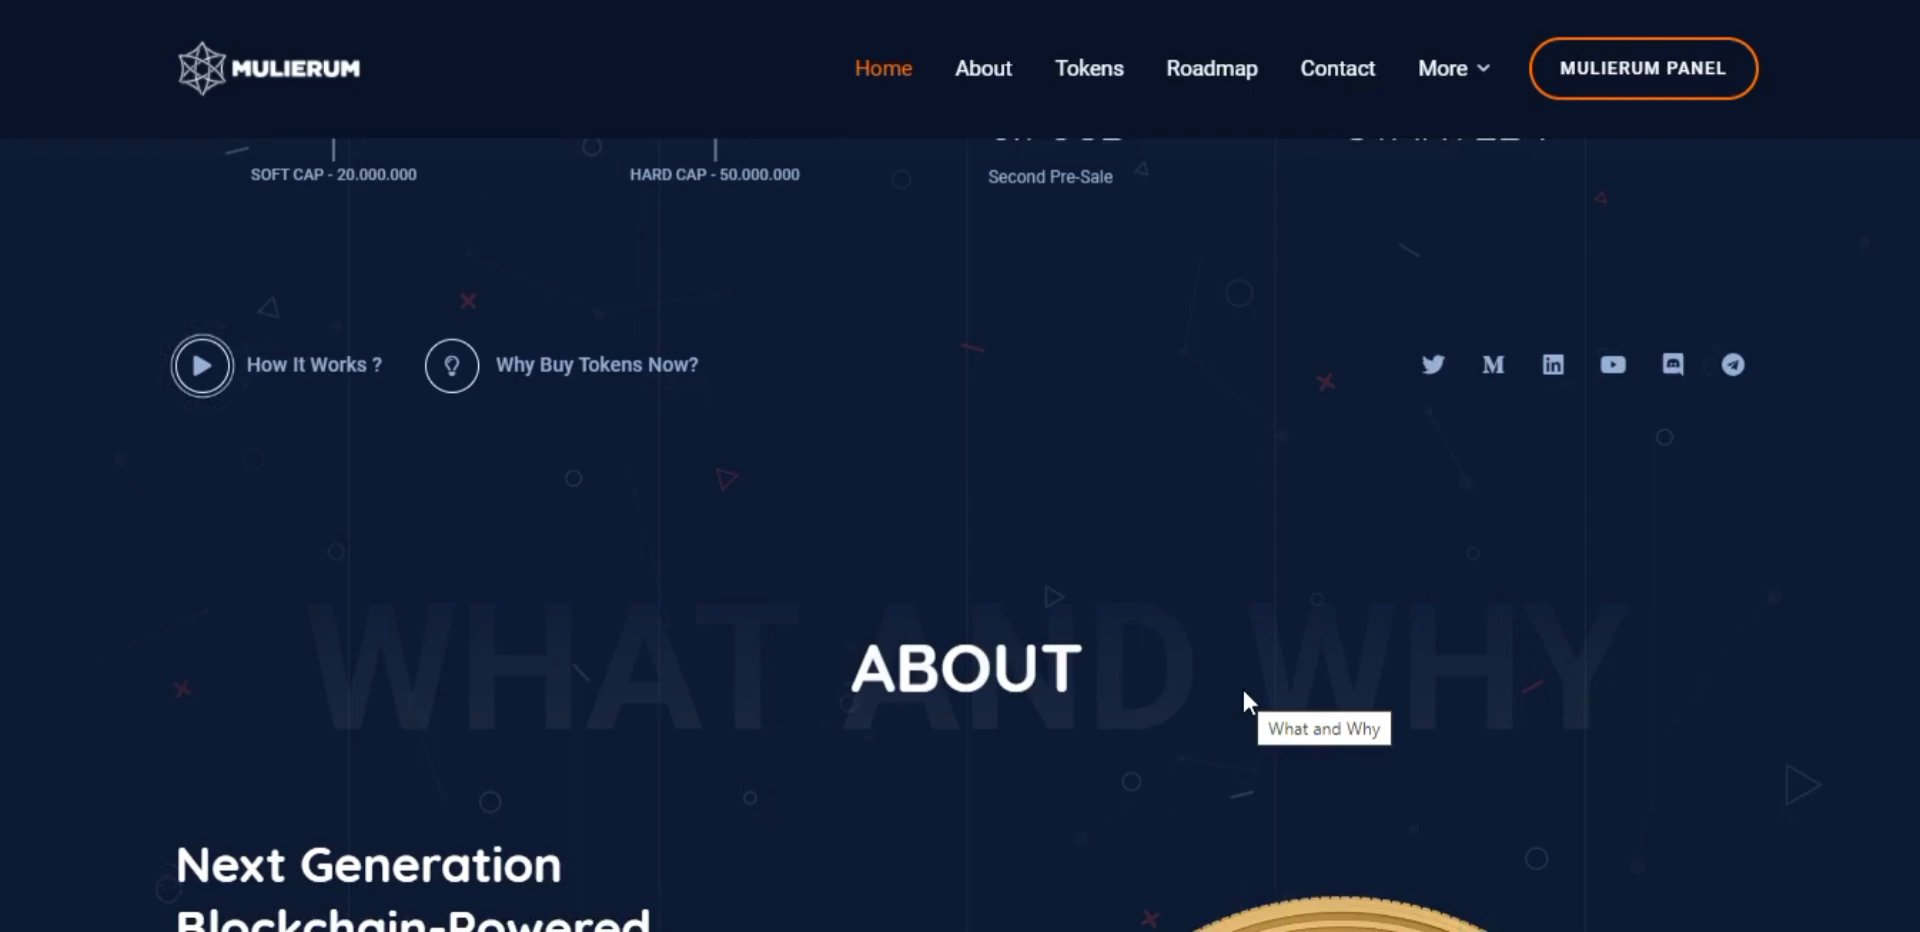 MULIERUM
Home About Tokens Roadmap Contact More MULIERUM PANEL
SOFT CAP - 20.000.000
HARD CAP - 50.000.000
Second Pre-Sale
How It Works ?
Why Buy Tokens Now?
WHAT AND WHY
ABOUT
What and Why
Next Generation
Blockchain-Powered